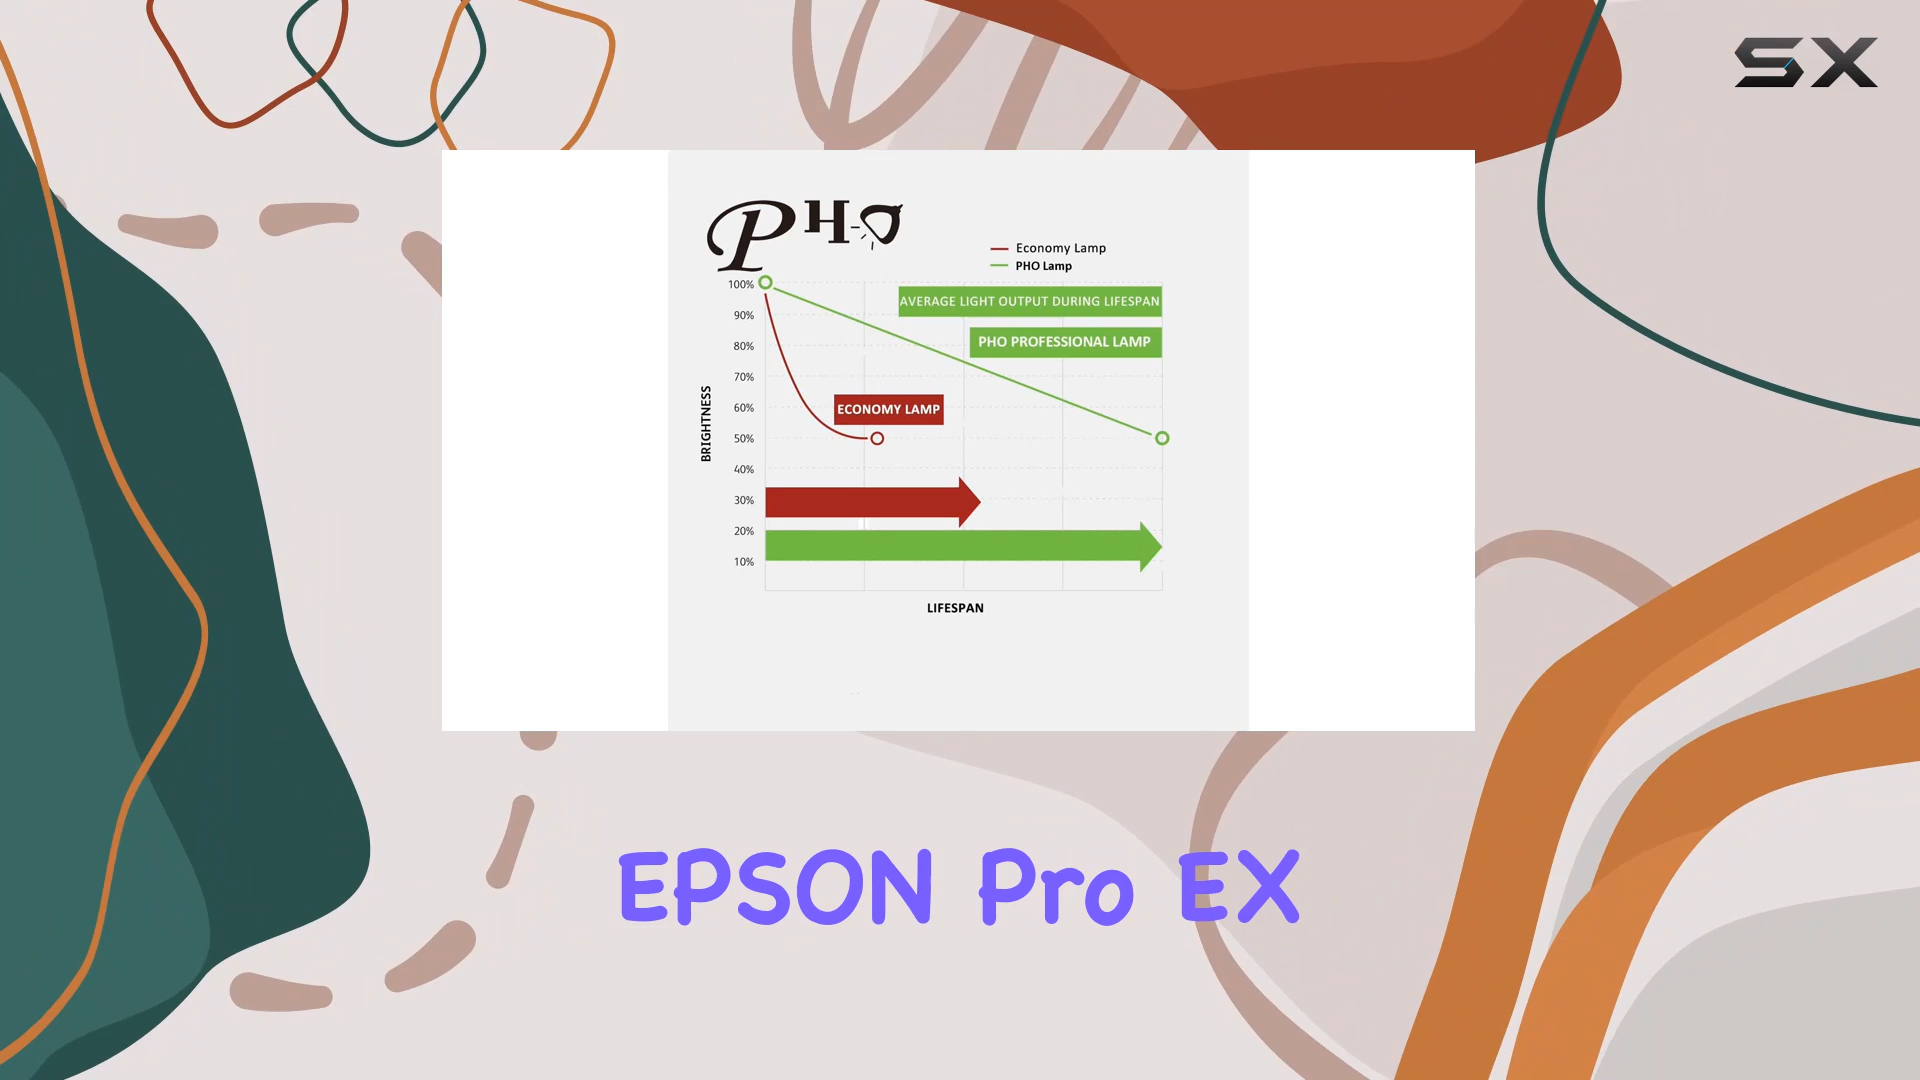 SX
PHO
Economy Lamp
PHO Lamp
100%
90%
80%
70%
60%
50%
40%
30%
20%
10%
AVERAGE LIGHT OUTPUT DURING LIFESPAN
PHO PROFESSIONAL LAMP
ECONOMY LAMP
BRIGHTNESS
LIFESPAN
EPSON Pro EX